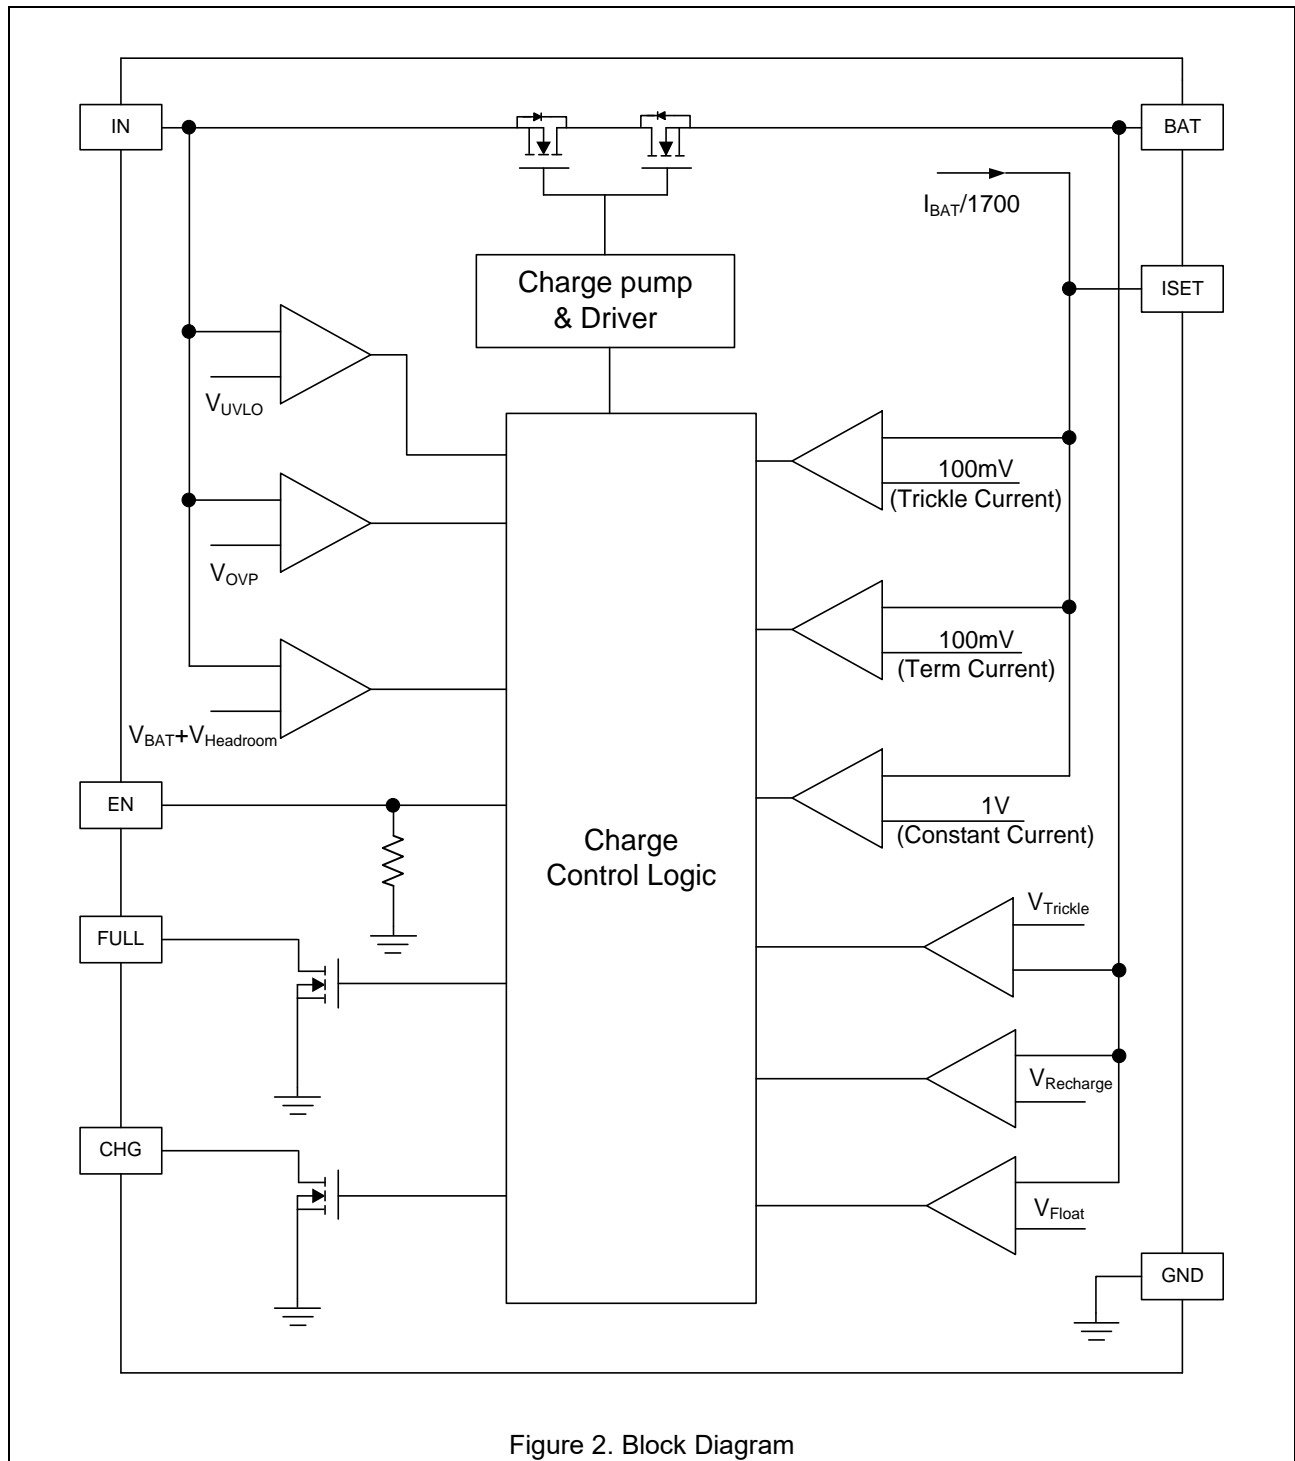 IN
BAT
I_BAT/1700
Charge pump
& Driver
ISET
V_UVLO
100mV
(Trickle Current)
V_OVP
100mV
(Term Current)
V_BAT+V_Headroom
EN
1V
(Constant Current)
Charge
Control Logic
V_Trickle
FULL
V_Recharge
CHG
V_Float
GND
Figure 2. Block Diagram